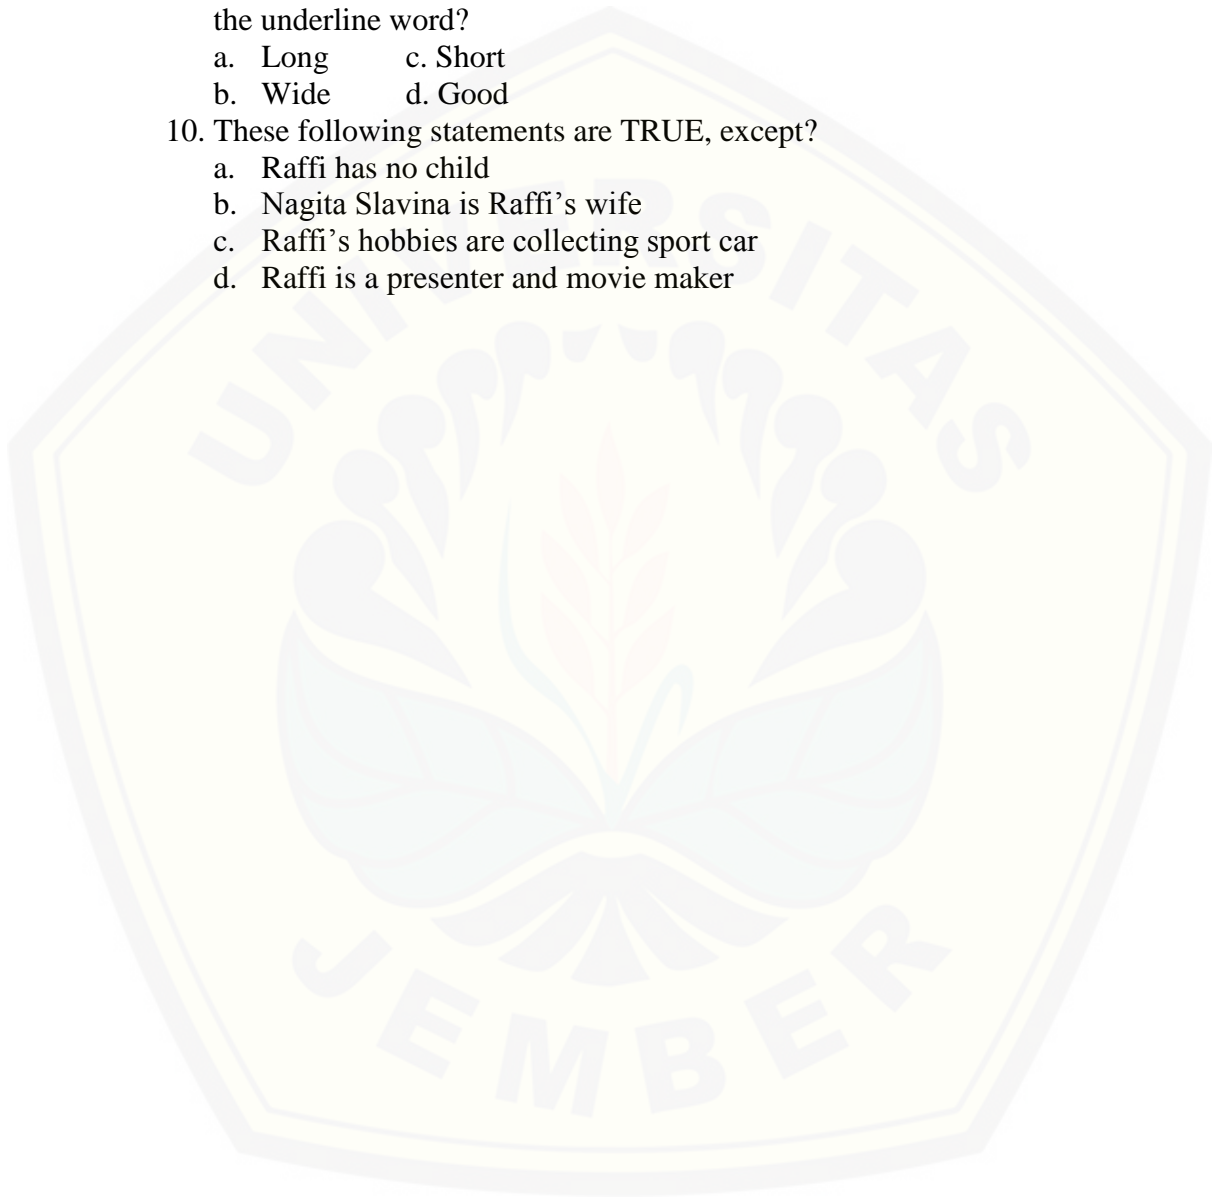 the underline word?
a. Long c. Short
b. Wide d. Good
10. These following statements are TRUE, except?
a. Raffi has no child
b. Nagita Slavina is Raffi's wife
c. Raffi's hobbies are collecting sport car
d. Raffi is a presenter and movie maker
UNIVERSITAS
JEMBER